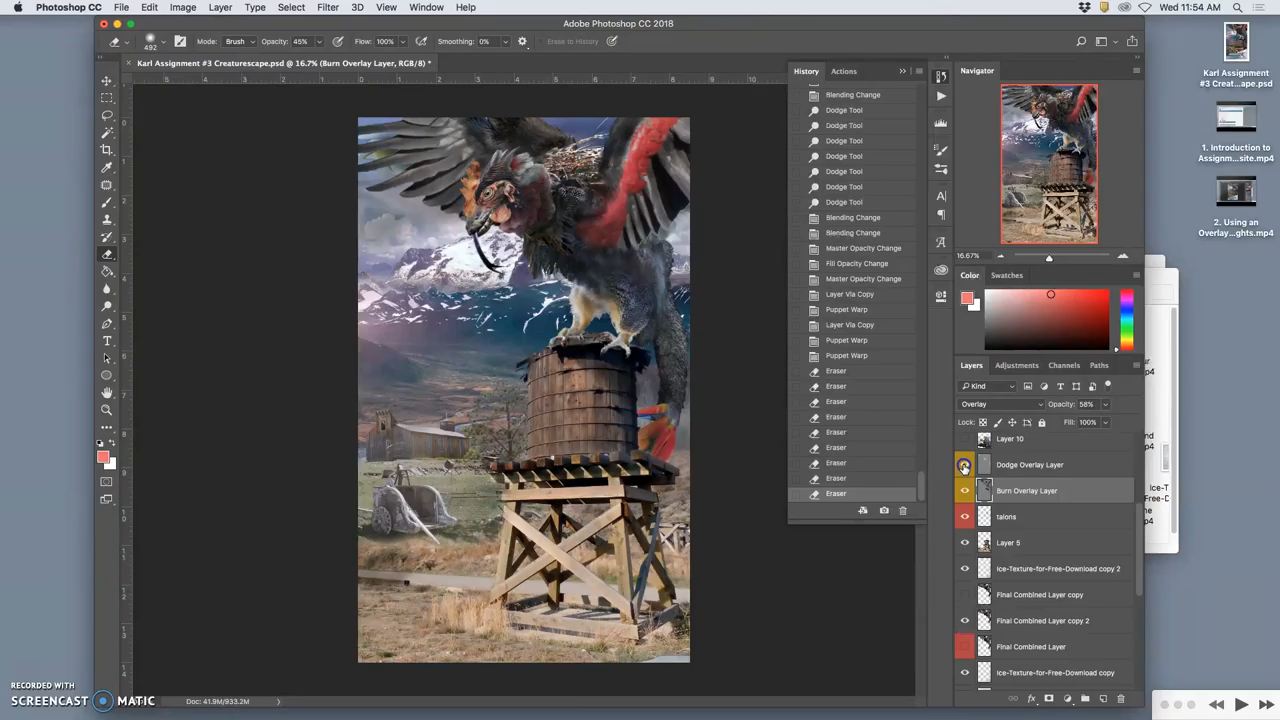 Photoshop CC File Edit Image Layer Type Select Filter 3D View Window Help
Wed 11:54 AM
Adobe Photoshop CC 2018
492 Mode: Brush Opacity: 45% Flow: 100% Smoothing: 0% Erase to History
Karl Assignment #3 Creaturescape.psd @ 16.7% (Burn Overlay Layer, RGB/8) *
History Actions
Blending Change
Dodge Tool
Dodge Tool
Dodge Tool
Dodge Tool
Dodge Tool
Dodge Tool
Dodge Tool
Blending Change
Blending Change
Master Opacity Change
Fill Opacity Change
Master Opacity Change
Layer Via Copy
Puppet Warp
Layer Via Copy
Puppet Warp
Puppet Warp
Eraser
Eraser
Eraser
Eraser
Eraser
Eraser
Eraser
Eraser
Eraser
Navigator
16.67%
Color Swatches
Layers Adjustments Channels Paths
Kind
Overlay Opacity: 58%
Lock: Fill: 100%
Layer 10
Dodge Overlay Layer
Burn Overlay Layer
talons
Layer 5
Ice-Texture-for-Free-Download copy 2
Final Combined Layer copy
Final Combined Layer copy 2
Final Combined Layer
Ice-Texture-for-Free-Download copy
Karl Assignment
#3 Creat...ape.psd
1. Introduction to
Assignm...site.mp4
2. Using an
Overlay...ghts.mp4
16.67% Doc: 41.9M/933.2M
RECORDED WITH
SCREENCAST MATIC